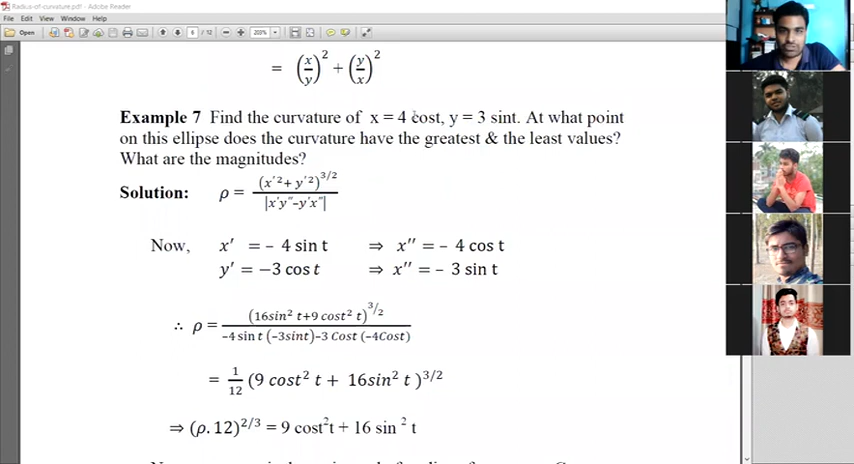 Radius-of-curvature.pdf - Adobe Reader
File Edit View Window Help
Open 6 / 12 203%
= (x/y)² + (y/x)²
Example 7 Find the curvature of x = 4 cost, y = 3 sint. At what point
on this ellipse does the curvature have the greatest & the least values?
What are the magnitudes?
Solution: ρ = (x′² + y′²)^3/2 / |x′y″−y′x″|
Now, x′ = − 4 sin t ⇒ x′′ = − 4 cos t
y′ = −3 cos t ⇒ x′′ = − 3 sin t
∴ ρ = (16sin² t+9 cost² t)^3/2 / -4 sin t (-3sint)-3 Cost (-4Cost)
= 1/12 (9 cost² t + 16sin² t )^3/2
⇒ (ρ. 12)^2/3 = 9 cost²t + 16 sin ² t